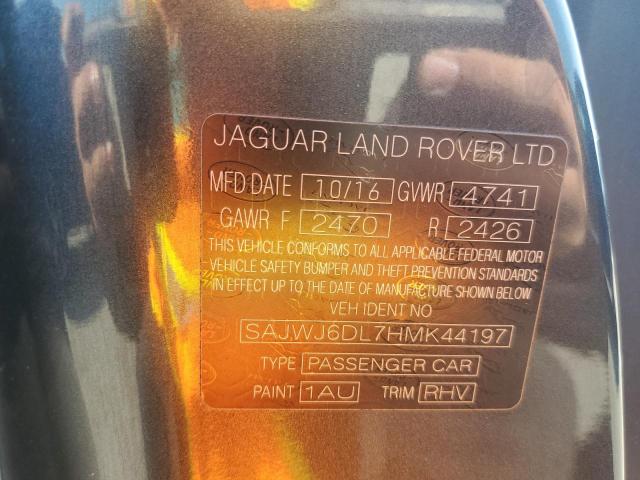 JAGUAR LAND ROVER LTD
MFD DATE 10/16 GVWR 4741
GAWR F 2470 R 2426
THIS VEHICLE CONFORMS TO ALL APPLICABLE FEDERAL MOTOR
VEHICLE SAFETY BUMPER AND THEFT PREVENTION STANDARDS
IN EFFECT UP TO THE DATE OF MANUFACTURE SHOWN BELOW
VEH IDENT NO
SAJWJ6DL7HMK44197
TYPE PASSENGER CAR
PAINT 1AU TRIM RHV